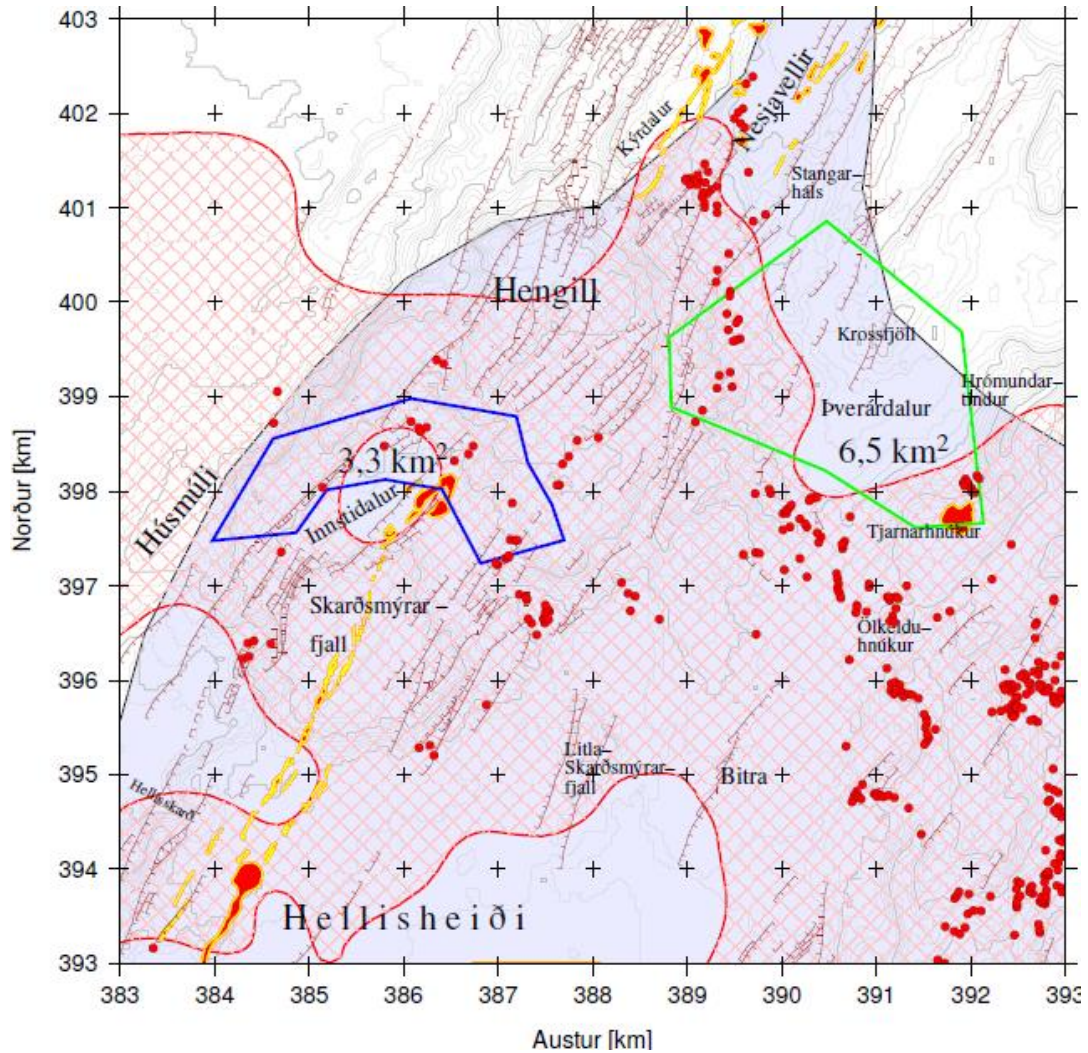 403
402
401
400
399
398
397
396
395
394
393
383
384
385
386
387
388
389
390
391
392
393
Norður [km]
Austur [km]
Kýrdalur
Nesjavellir
Stangar–
háls
Hengill
Krossfjöll
Hrómundar–
tindur
Þverárdalur
6,5 km²
3,3 km²
Innstidalur
Húsmúli
Tjarnarhnúkur
Skarðsmýrar–
fjall
Ölkeldu–
hnúkur
Litla–
Skarðsmýrar–
fjall
Bitra
Hellisskarð
Hellisheiði